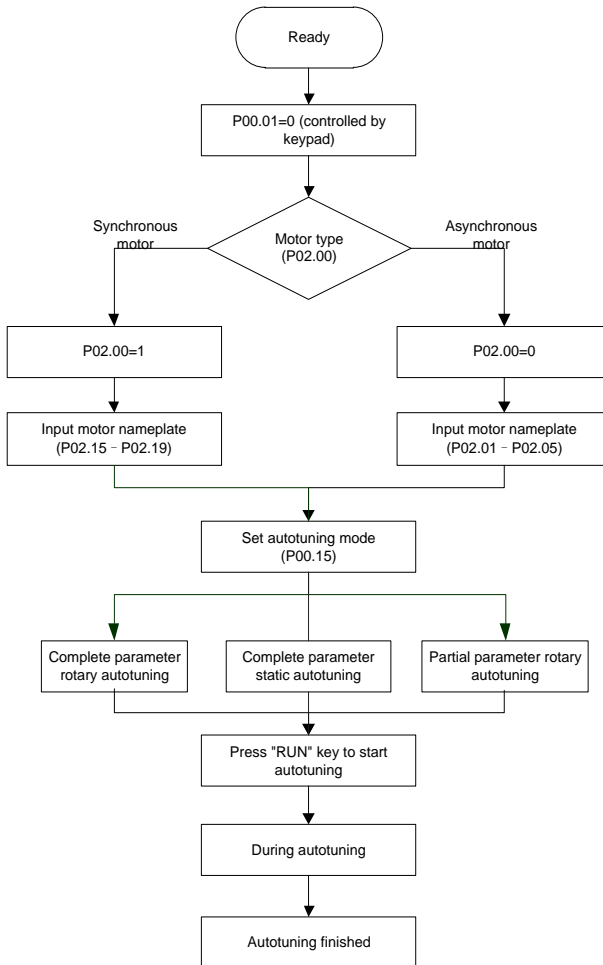 Ready
P00.01=0 (controlled by
keypad)
Synchronous
motor
Motor type
(P02.00)
Asynchronous
motor
P02.00=1
P02.00=0
Input motor nameplate
(P02.15﹣P02.19)
Input motor nameplate
(P02.01﹣P02.05)
Set autotuning mode
(P00.15)
Complete parameter
rotary autotuning
Complete parameter
static autotuning
Partial parameter rotary
autotuning
Press "RUN" key to start
autotuning
During autotuning
Autotuning finished